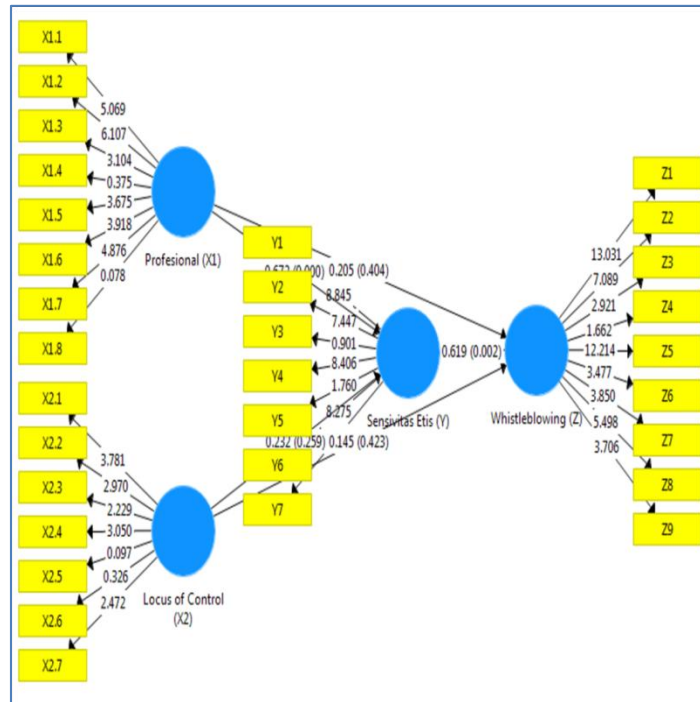 X1.1
X1.2
X1.3
X1.4
X1.5
X1.6
X1.7
X1.8
5.069
6.107
3.104
0.375
3.675
3.918
4.876
0.078
Profesional (X1)
X2.1
X2.2
X2.3
X2.4
X2.5
X2.6
X2.7
3.781
2.970
2.229
3.050
0.097
0.326
2.472
Locus of Control
(X2)
Y1
Y2
Y3
Y4
Y5
Y6
Y7
0.205 (0.404)
8.845
7.447
0.901
8.406
1.760
8.275
0.232 (0.259)
0.145 (0.423)
Sensivitas Etis (Y)
0.619 (0.002)
Whistleblowing (Z)
13.031
7.089
2.921
1.662
12.214
3.477
3.850
5.498
3.706
Z1
Z2
Z3
Z4
Z5
Z6
Z7
Z8
Z9